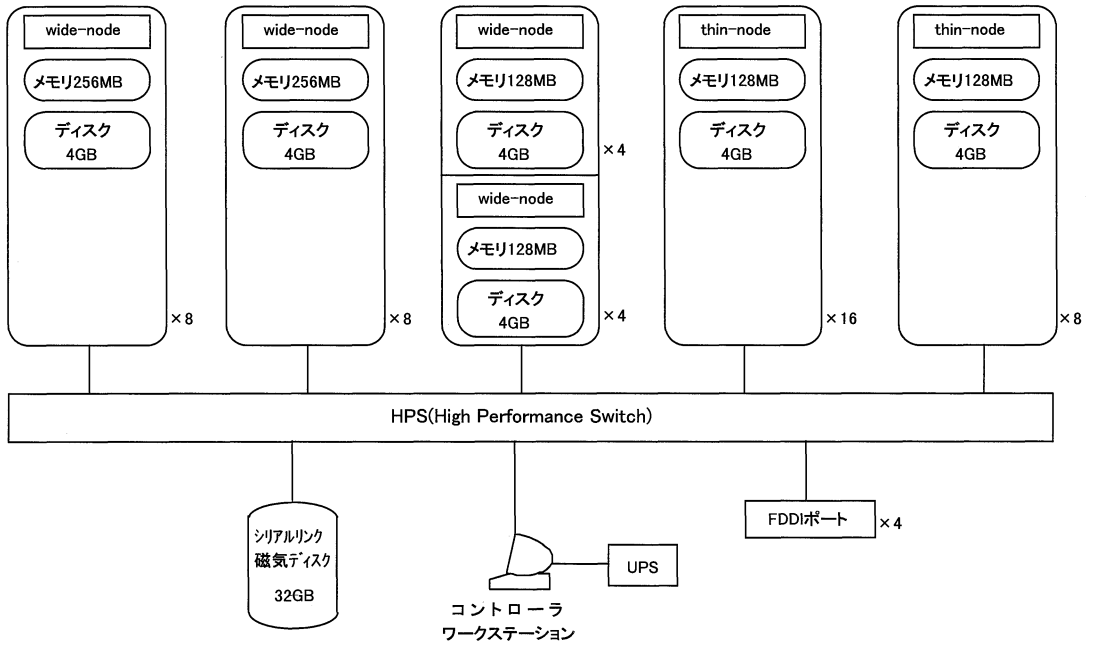 wide-node
メモリ256MB
ディスク
4GB
×8
wide-node
メモリ256MB
ディスク
4GB
×8
wide-node
メモリ128MB
ディスク
4GB
×4
wide-node
メモリ128MB
ディスク
4GB
×4
thin-node
メモリ128MB
ディスク
4GB
×16
thin-node
メモリ128MB
ディスク
4GB
×8
HPS(High Performance Switch)
シリアルリンク
磁気ディスク
32GB
コントローラ
ワークステーション
UPS
FDDIポート
×4